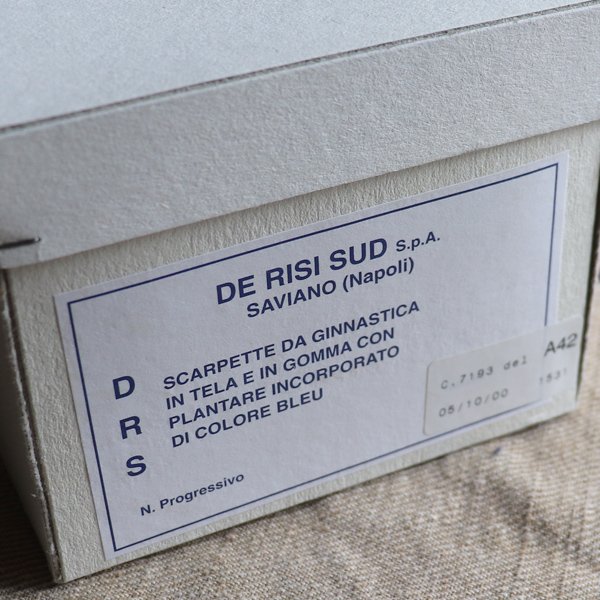 DE RISI SUD S.p.A.
SAVIANO (Napoli)
D
R
S
SCARPETTE DA GINNASTICA
IN TELA E IN GOMMA CON
PLANTARE INCORPORATO
DI COLORE BLEU
C.7193 del A42
05/10/00
N. Progressivo